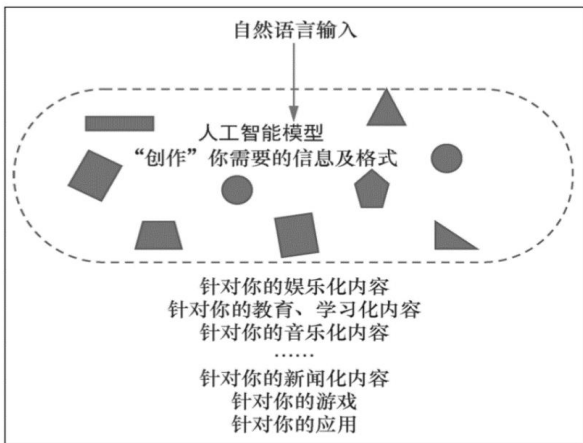 自然语言输入
人工智能模型
“创作”你需要的信息及格式
针对你的娱乐化内容
针对你的教育、学习化内容
针对你的音乐化内容
……
针对你的新闻化内容
针对你的游戏
针对你的应用